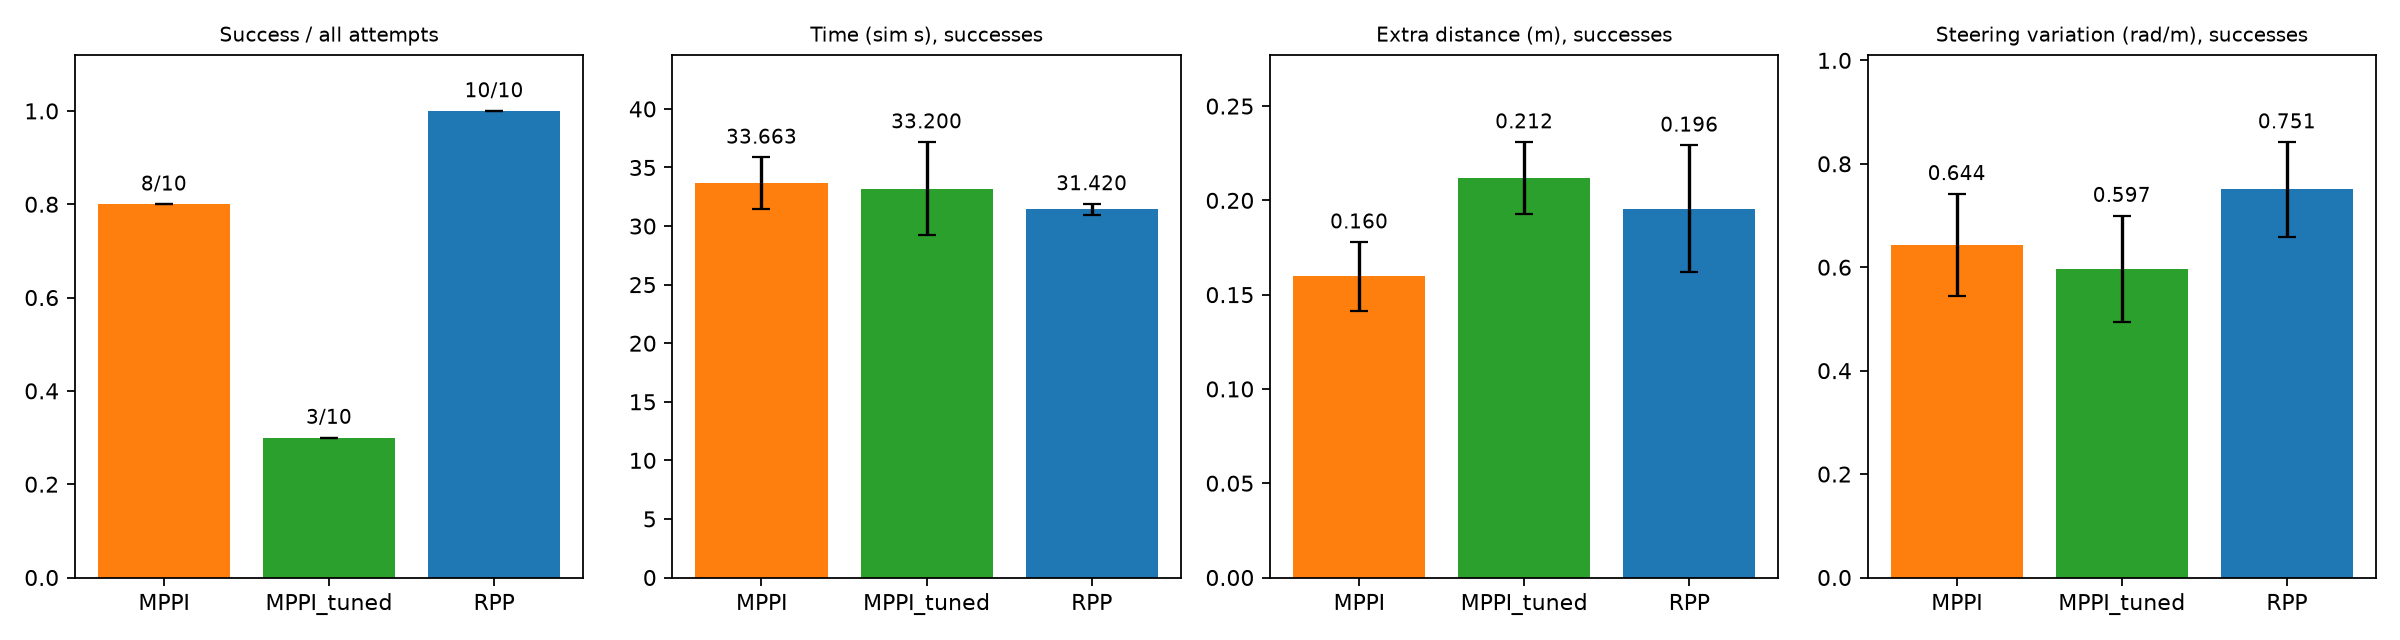 Success / all attempts
1.0
0.8
0.6
0.4
0.2
0.0
8/10
3/10
10/10
MPPI
MPPI_tuned
RPP
Time (sim s), successes
40
35
30
25
20
15
10
5
0
33.663
33.200
31.420
MPPI
MPPI_tuned
RPP
Extra distance (m), successes
0.25
0.20
0.15
0.10
0.05
0.00
0.160
0.212
0.196
MPPI
MPPI_tuned
RPP
Steering variation (rad/m), successes
1.0
0.8
0.6
0.4
0.2
0.0
0.644
0.597
0.751
MPPI
MPPI_tuned
RPP